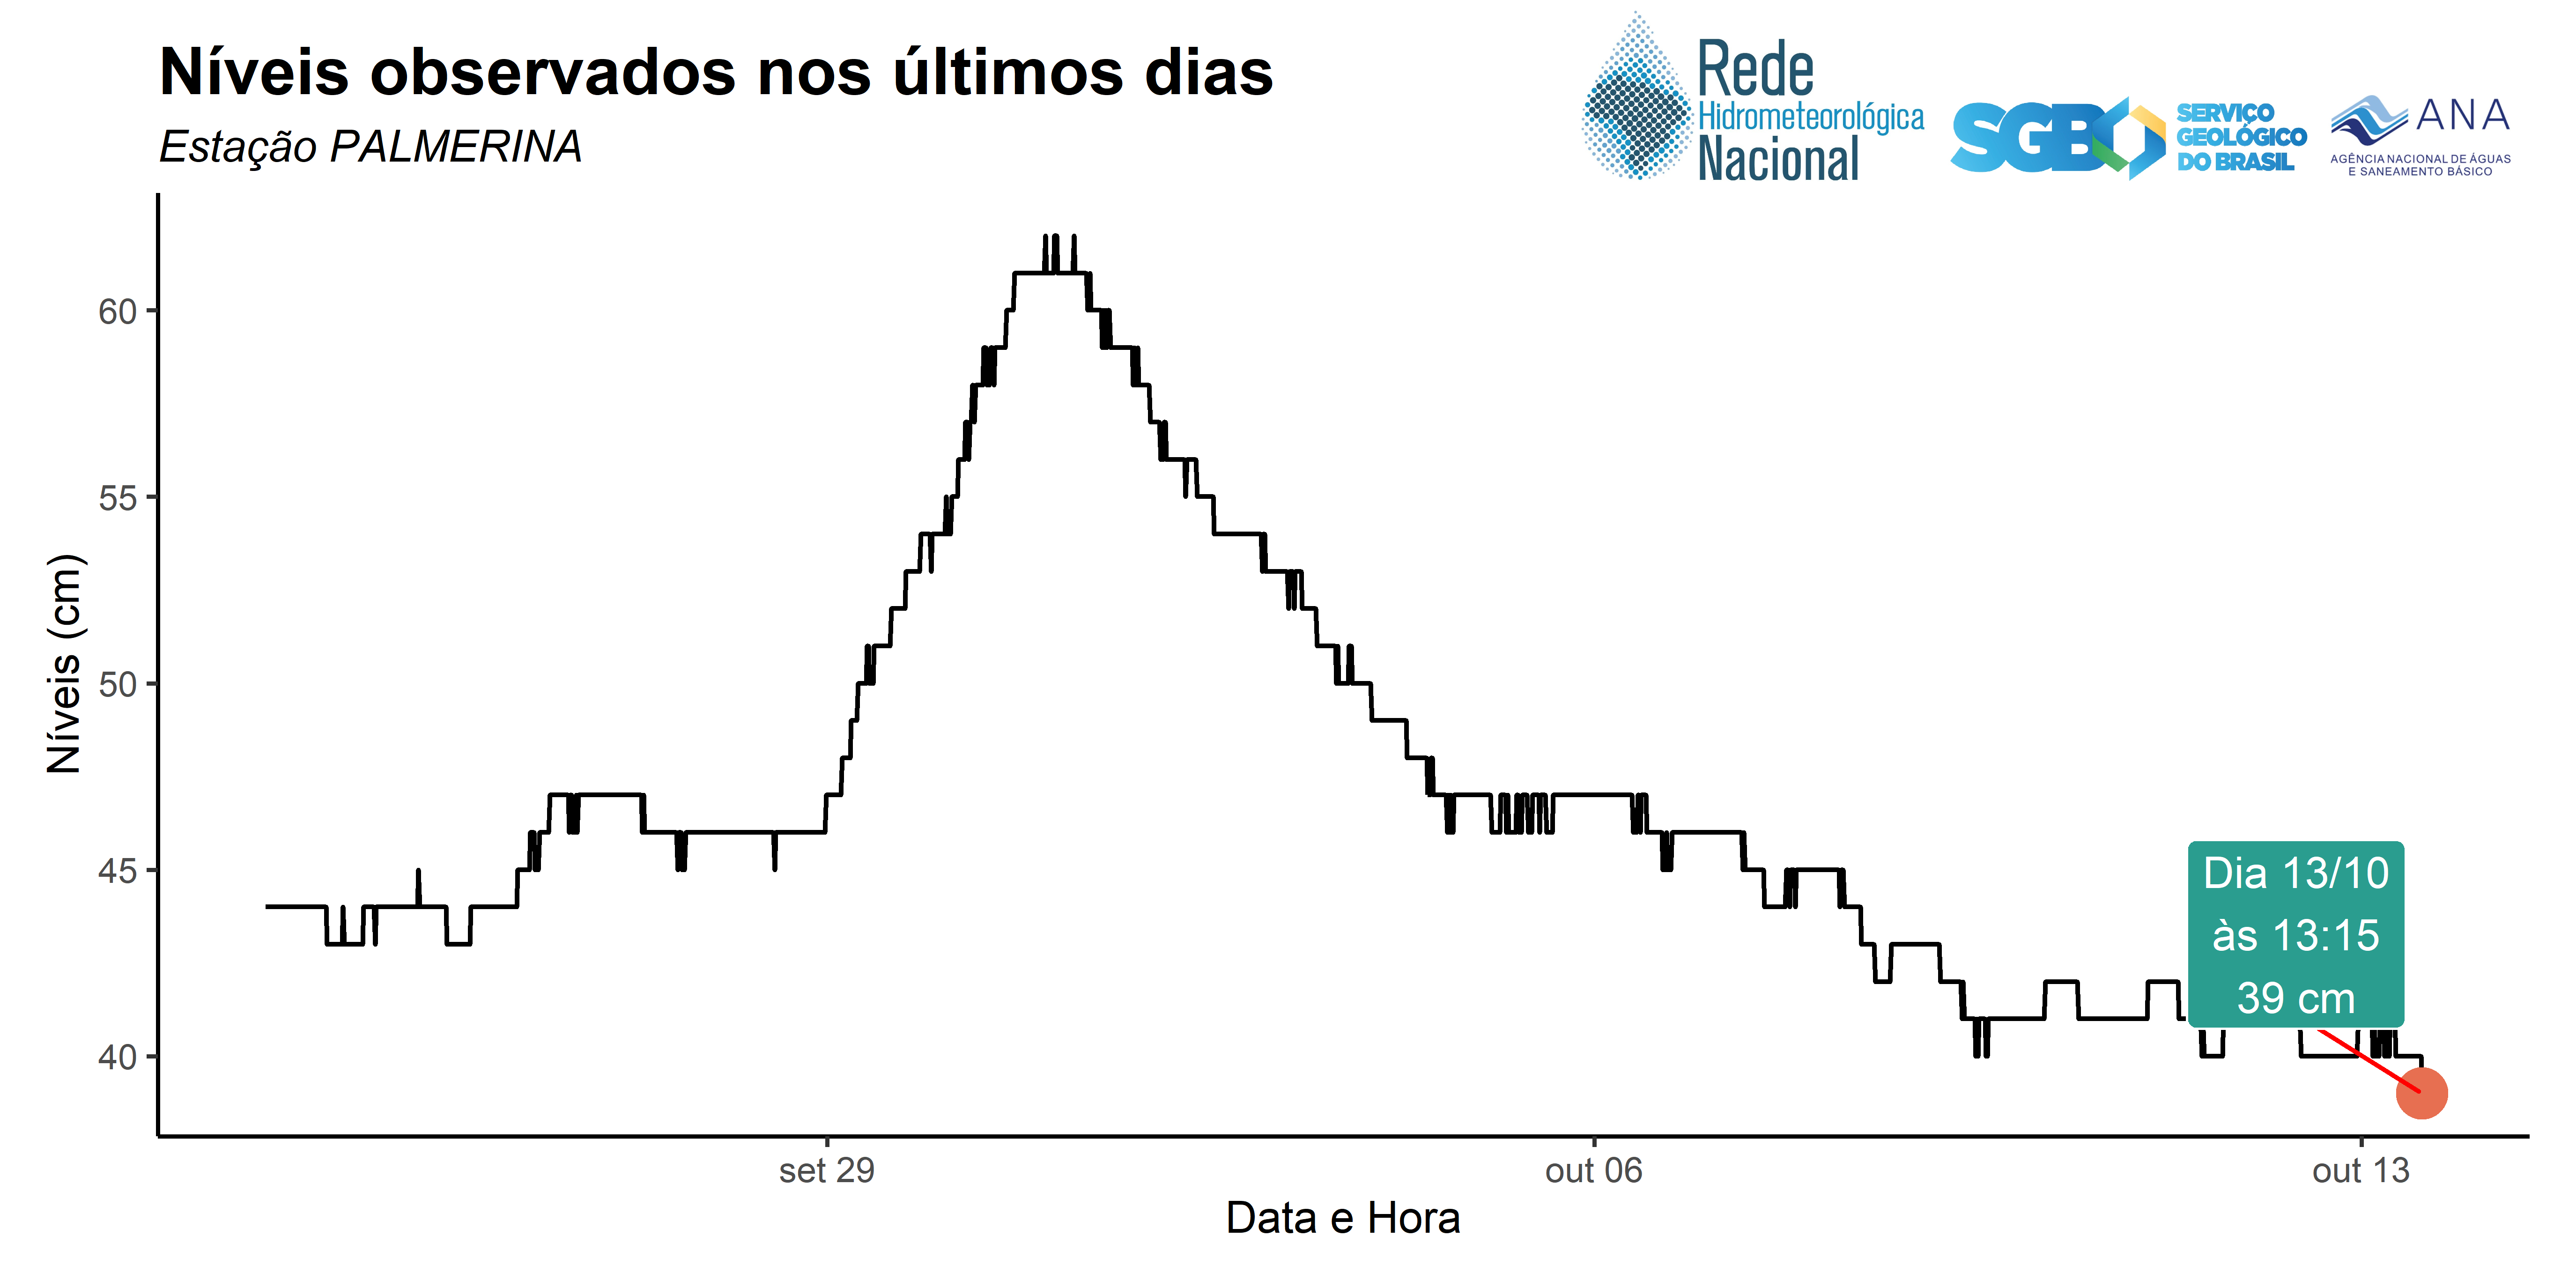 Níveis observados nos últimos dias
Estação PALMERINA
Rede
Hidrometeorológica
Nacional
SGB
SERVIÇO
GEOLÓGICO
DO BRASIL
ANA
AGÊNCIA NACIONAL DE ÁGUAS
E SANEAMENTO BÁSICO
Níveis (cm)
60
55
50
45
40
Dia 13/10
às 13:15
39 cm
set 29
out 06
out 13
Data e Hora